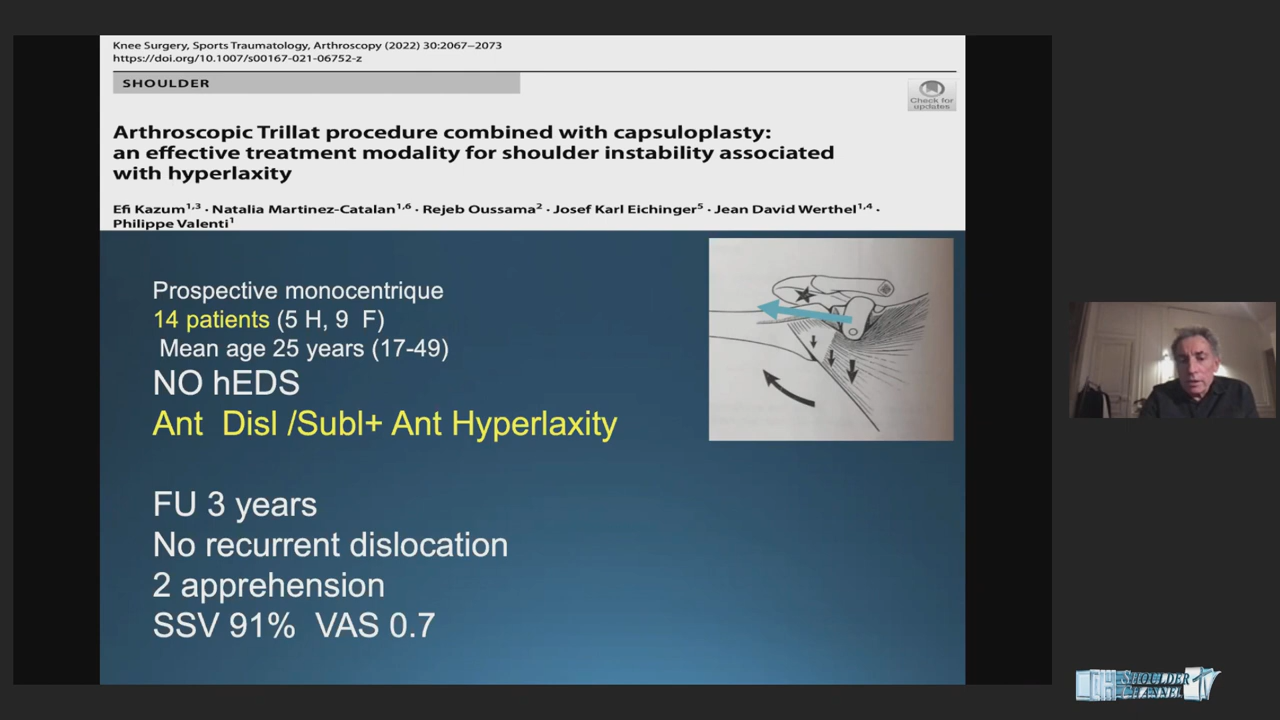 Knee Surgery, Sports Traumatology, Arthroscopy (2022) 30:2067–2073
https://doi.org/10.1007/s00167-021-06752-z
SHOULDER
Check for
updates
Arthroscopic Trillat procedure combined with capsuloplasty:
an effective treatment modality for shoulder instability associated
with hyperlaxity
Efi Kazum1,3 · Natalia Martinez-Catalan1,6 · Rejeb Oussama2 · Josef Karl Eichinger5 · Jean David Werthel1,4 ·
Philippe Valenti1
Prospective monocentrique
14 patients (5 H, 9 F)
Mean age 25 years (17-49)
NO hEDS
Ant Disl /Subl+ Ant Hyperlaxity
FU 3 years
No recurrent dislocation
2 apprehension
SSV 91% VAS 0.7
SHOULDER
CHANNEL TV